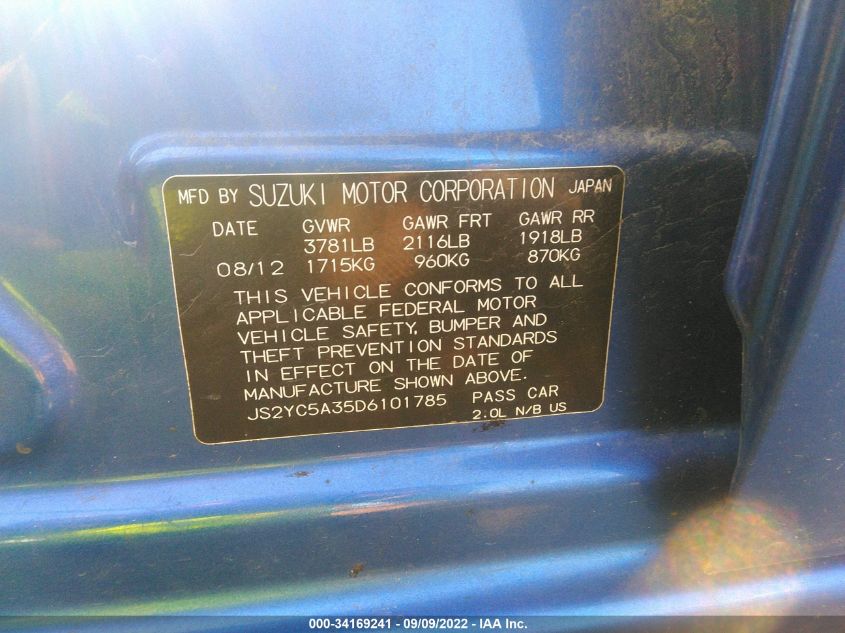 MFD BY SUZUKI MOTOR CORPORATION JAPAN
DATE GVWR GAWR FRT GAWR RR
3781LB 2116LB 1918LB
08/12 1715KG 960KG 870KG
THIS VEHICLE CONFORMS TO ALL
APPLICABLE FEDERAL MOTOR
VEHICLE SAFETY, BUMPER AND
THEFT PREVENTION STANDARDS
IN EFFECT ON THE DATE OF
MANUFACTURE SHOWN ABOVE.
JS2YC5A35D6101785 PASS CAR
2.0L N/B US
000-34169241 - 09/09/2022 - IAA Inc.